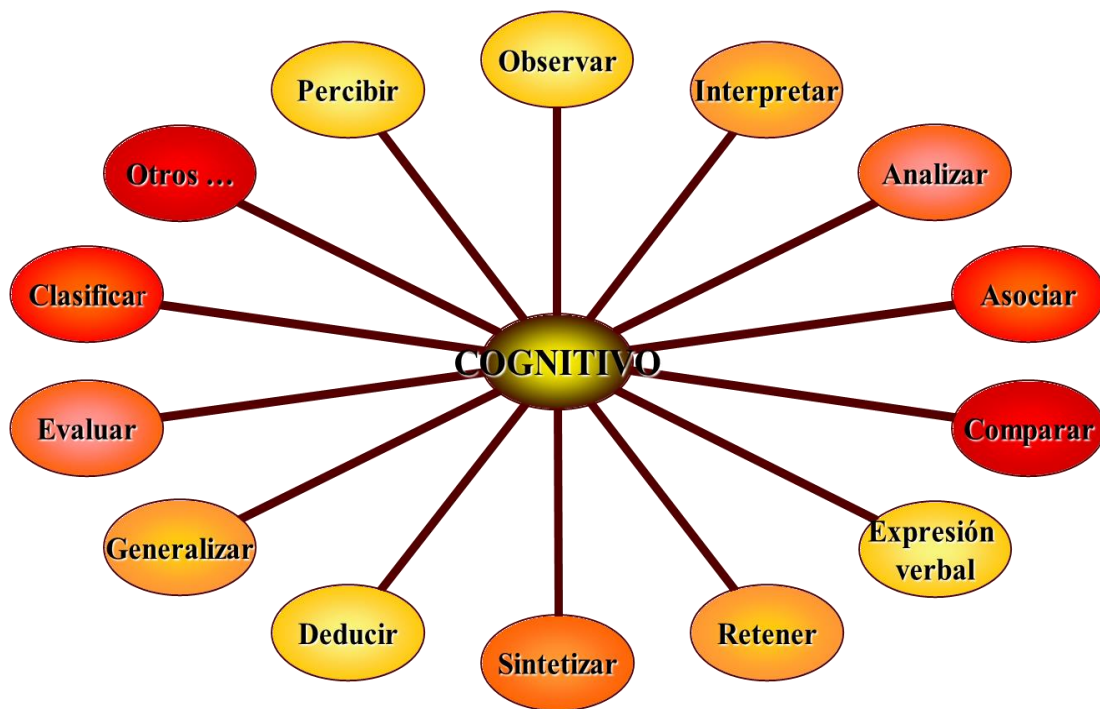 Observar
Interpretar
Analizar
Asociar
Comparar
Expresión
verbal
Retener
Sintetizar
Deducir
Generalizar
Evaluar
Clasificar
Otros ...
Percibir
COGNITIVO